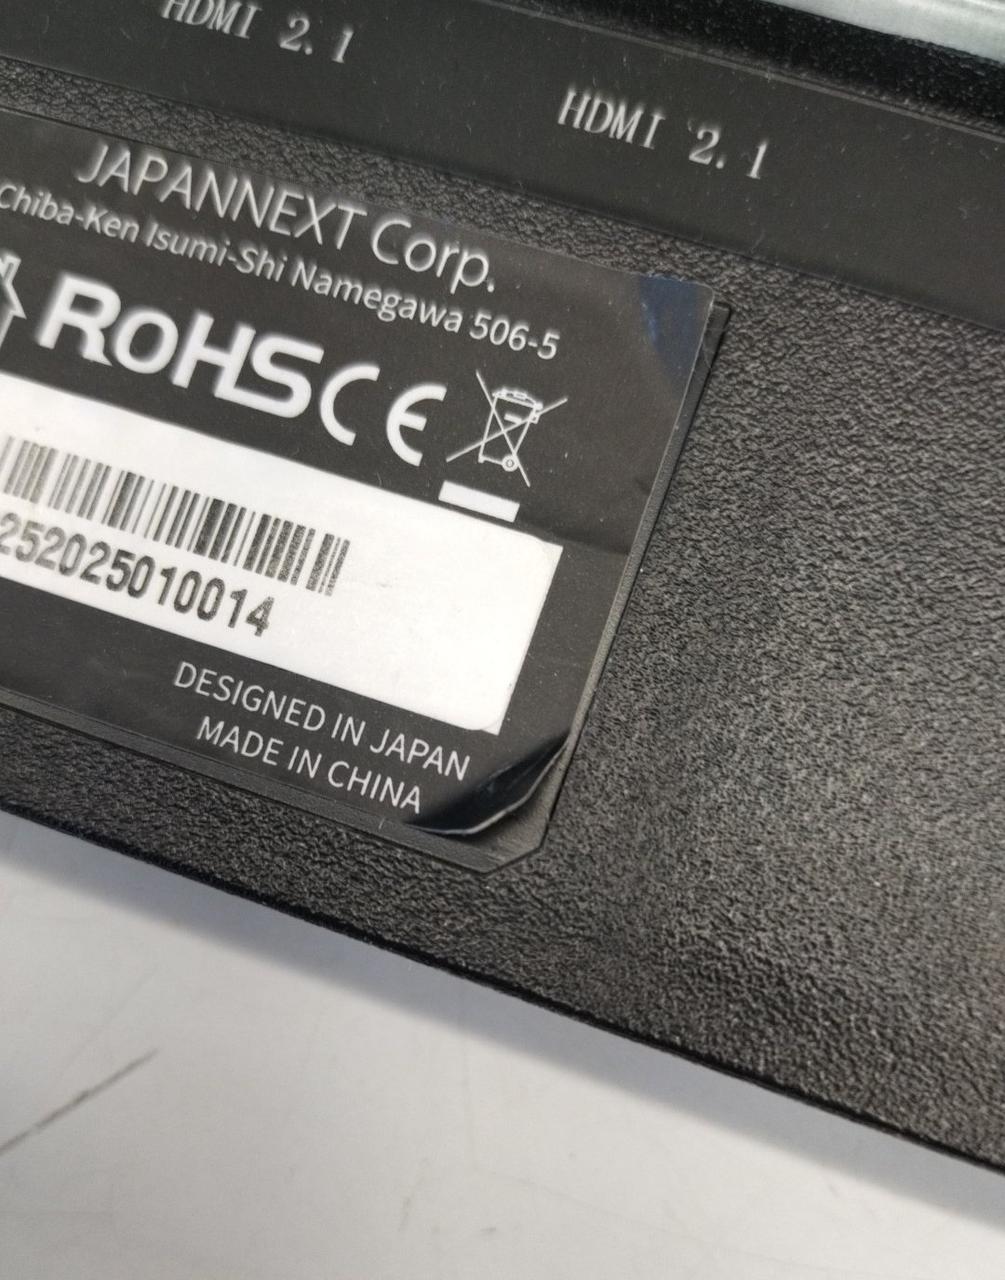 HDMI 2.1
HDMI 2.1
JAPANNEXT Corp.
Chiba-Ken Isumi-Shi Namegawa 506-5
RoHS CE
252025010014
DESIGNED IN JAPAN
MADE IN CHINA